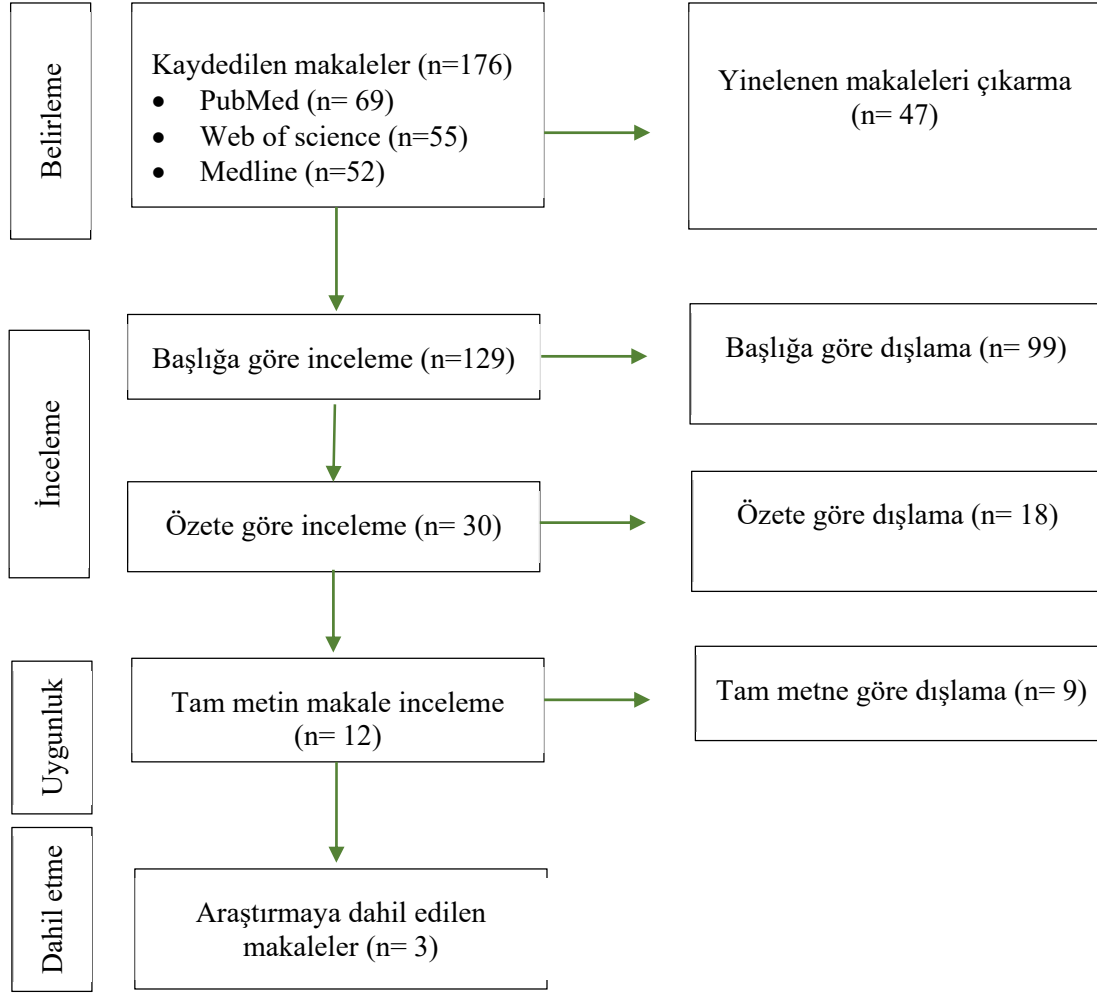 Belirleme
Kaydedilen makaleler (n=176)
• PubMed (n= 69)
• Web of science (n=55)
• Medline (n=52)
Yinelenen makaleleri çıkarma
(n= 47)
İnceleme
Başlığa göre inceleme (n=129)
Başlığa göre dışlama (n= 99)
Özete göre inceleme (n= 30)
Özete göre dışlama (n= 18)
Uygunluk
Tam metin makale inceleme
(n= 12)
Tam metne göre dışlama (n= 9)
Dahil etme
Araştırmaya dahil edilen
makaleler (n= 3)